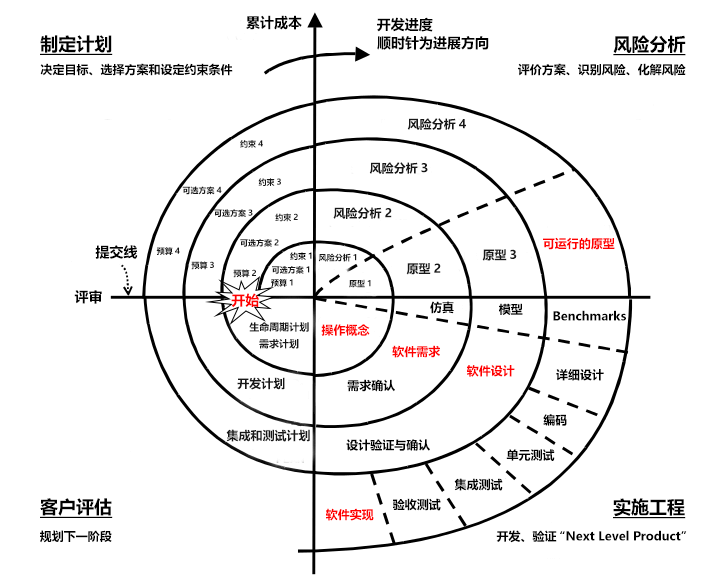 累计成本
开发进度
顺时针为进展方向
制定计划
决定目标、选择方案和设定约束条件
风险分析
评价方案、识别风险、化解风险
风险分析 4
约束 4
风险分析 3
约束 3
可选方案 4
风险分析 2
可选方案 3
约束 2
可选方案 2
可运行的原型
提交线
预算 4
预算 3
预算 2
约束 1
风险分析 1
可选方案 1
预算 1
原型 1
原型 2
原型 3
评审
开始
仿真
模型
Benchmarks
生命周期计划
需求计划
操作概念
软件需求
软件设计
详细设计
开发计划
需求确认
编码
集成和测试计划
设计验证与确认
单元测试
集成测试
验收测试
软件实现
客户评估
规划下一阶段
实施工程
开发、验证 “Next Level Product”